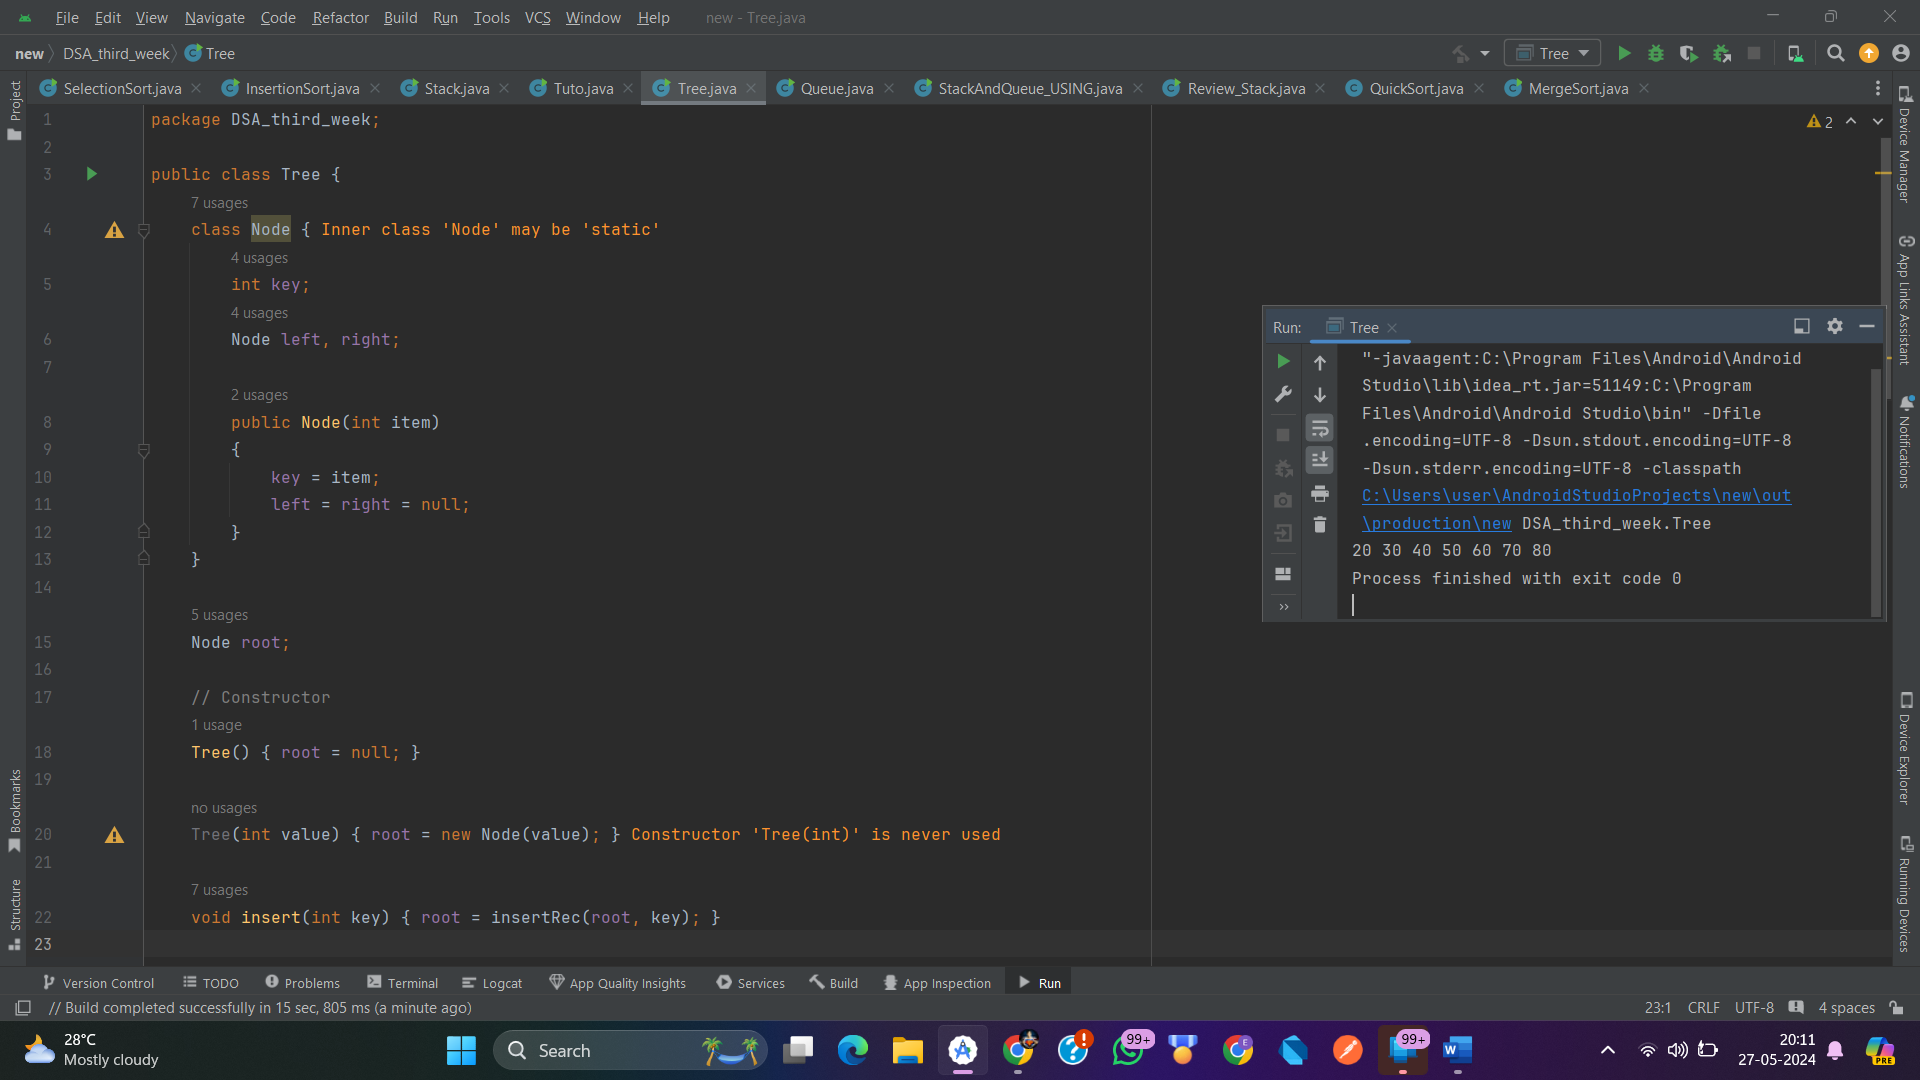 File Edit View Navigate Code Refactor Build Run Tools VCS Window Help new - Tree.java
new DSA_third_week Tree
Tree
SelectionSort.java InsertionSort.java Stack.java Tuto.java Tree.java Queue.java StackAndQueue_USING.java Review_Stack.java QuickSort.java MergeSort.java
Project
Bookmarks
Structure
2
1 package DSA_third_week;
2
3 public class Tree {
7 usages
4 class Node { Inner class 'Node' may be 'static'
4 usages
5 int key;
4 usages
6 Node left, right;
7
2 usages
8 public Node(int item)
9 {
10 key = item;
11 left = right = null;
12 }
13 }
14
5 usages
15 Node root;
16
17 // Constructor
1 usage
18 Tree() { root = null; }
19
no usages
20 Tree(int value) { root = new Node(value); } Constructor 'Tree(int)' is never used
21
7 usages
22 void insert(int key) { root = insertRec(root, key); }
23
Run: Tree
"-javaagent:C:\Program Files\Android\Android
Studio\lib\idea_rt.jar=51149:C:\Program
Files\Android\Android Studio\bin" -Dfile
.encoding=UTF-8 -Dsun.stdout.encoding=UTF-8
-Dsun.stderr.encoding=UTF-8 -classpath
C:\Users\user\AndroidStudioProjects\new\out
\production\new DSA_third_week.Tree
20 30 40 50 60 70 80
Process finished with exit code 0
Device Manager
App Links Assistant
Notifications
Device Explorer
Running Devices
Version Control TODO Problems Terminal Logcat App Quality Insights Services Build App Inspection Run
// Build completed successfully in 15 sec, 805 ms (a minute ago) 23:1 CRLF UTF-8 4 spaces
28°C
Mostly cloudy
Search
99+
E
99+
PRE
20:11
27-05-2024